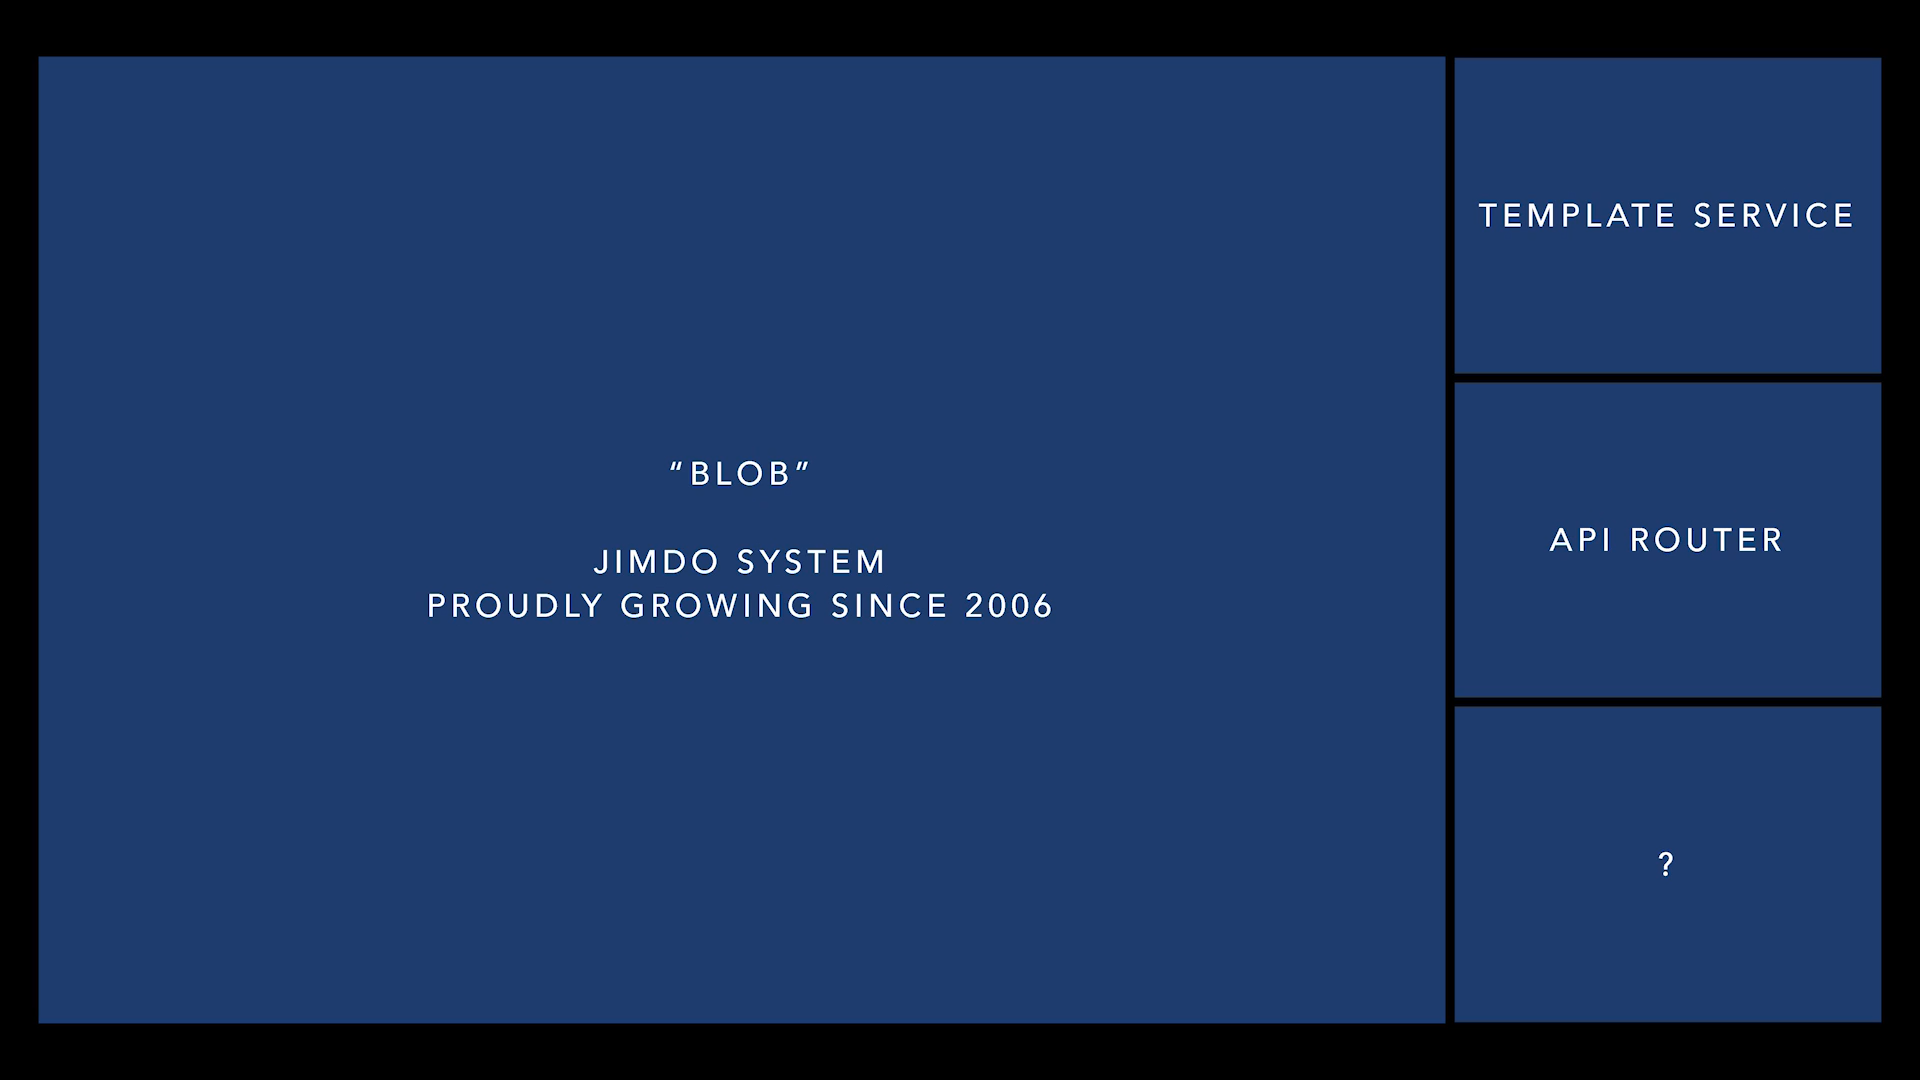 “BLOB”
JIMDO SYSTEM
PROUDLY GROWING SINCE 2006
TEMPLATE SERVICE
API ROUTER
?